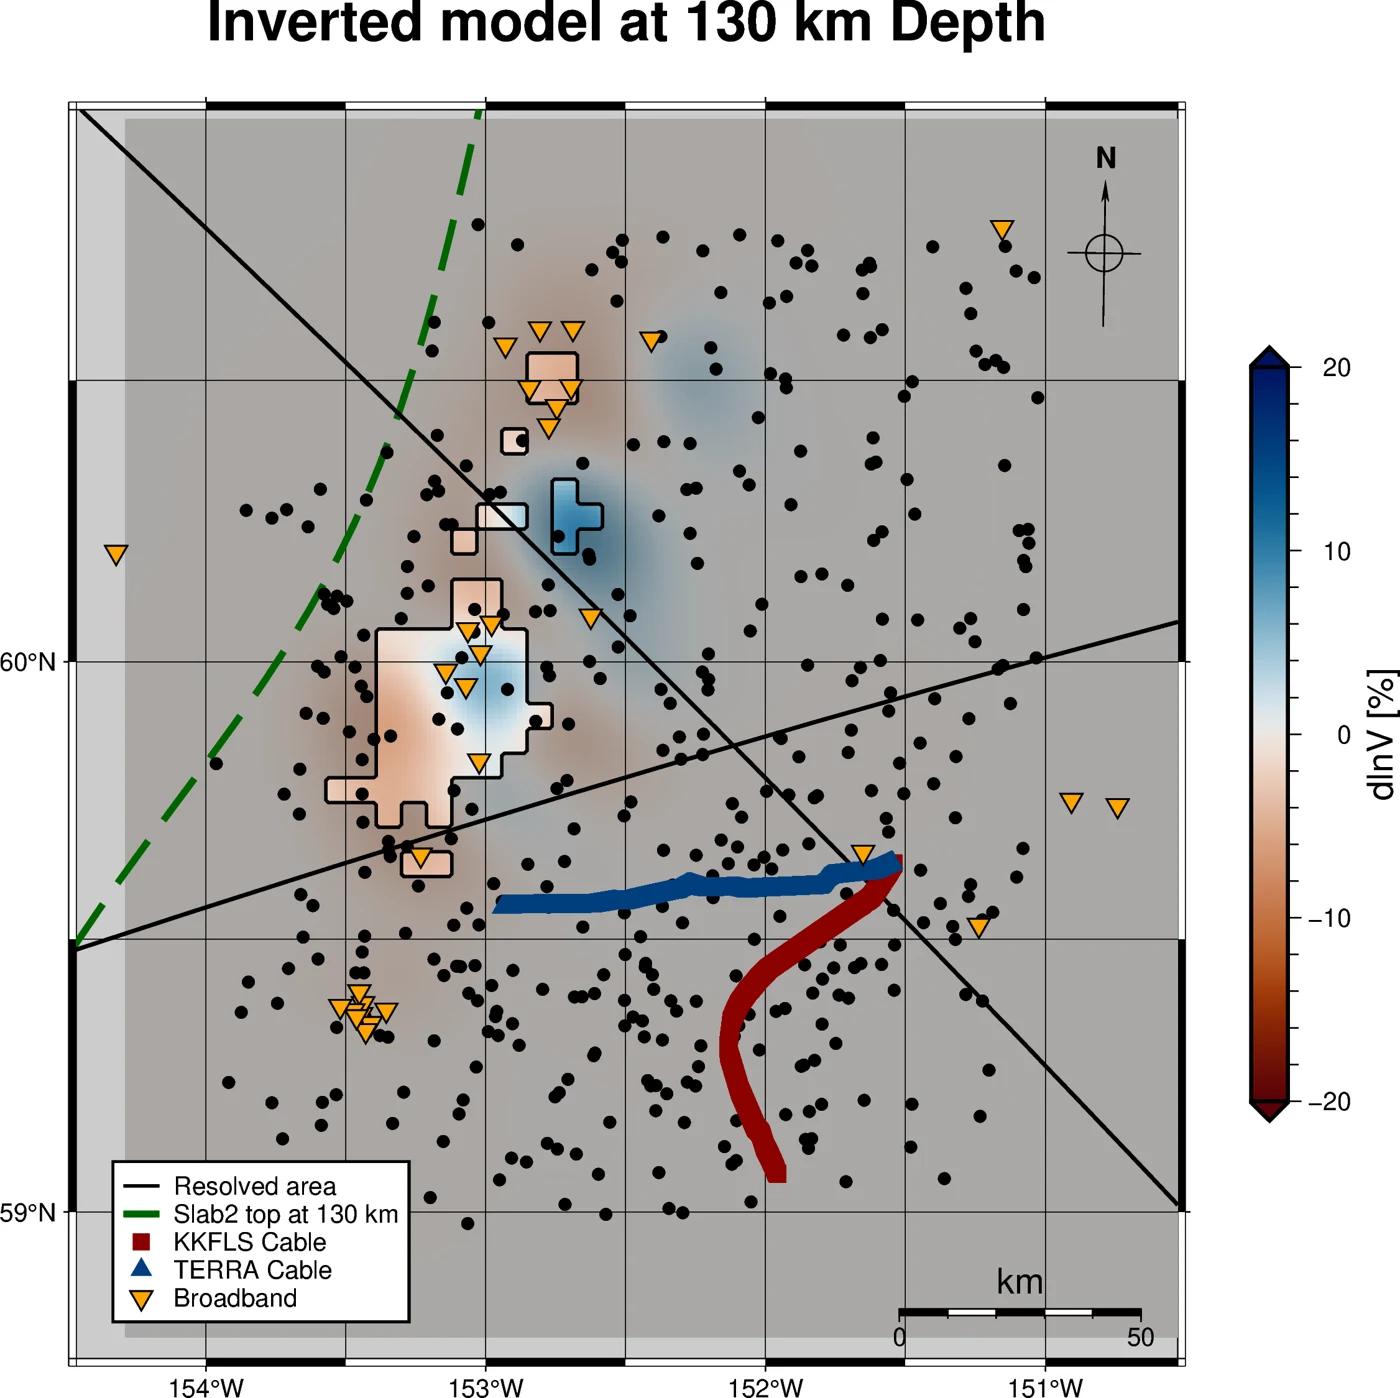 Inverted model at 130 km Depth
N
60°N
59°N
154°W
153°W
152°W
151°W
Resolved area
Slab2 top at 130 km
KKFLS Cable
TERRA Cable
Broadband
km
0
50
20
10
0
−10
−20
dlnV [%]